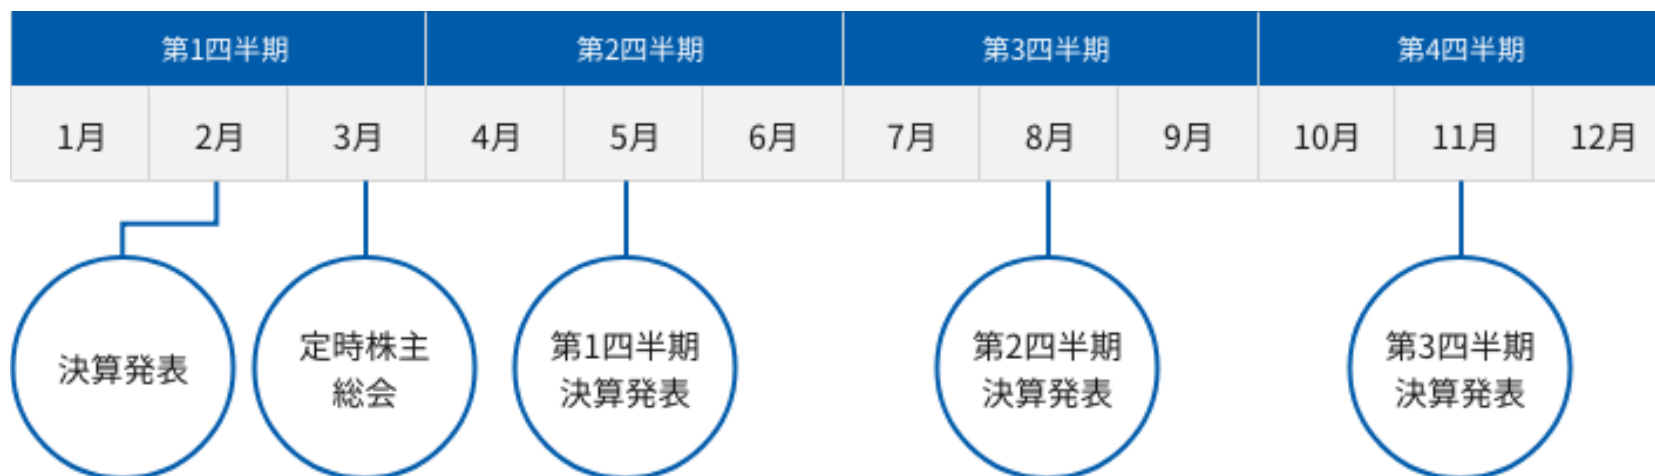 第1四半期 第2四半期 第3四半期 第4四半期
1月 2月 3月 4月 5月 6月 7月 8月 9月 10月 11月 12月
決算発表
定時株主
総会
第1四半期
決算発表
第2四半期
決算発表
第3四半期
決算発表